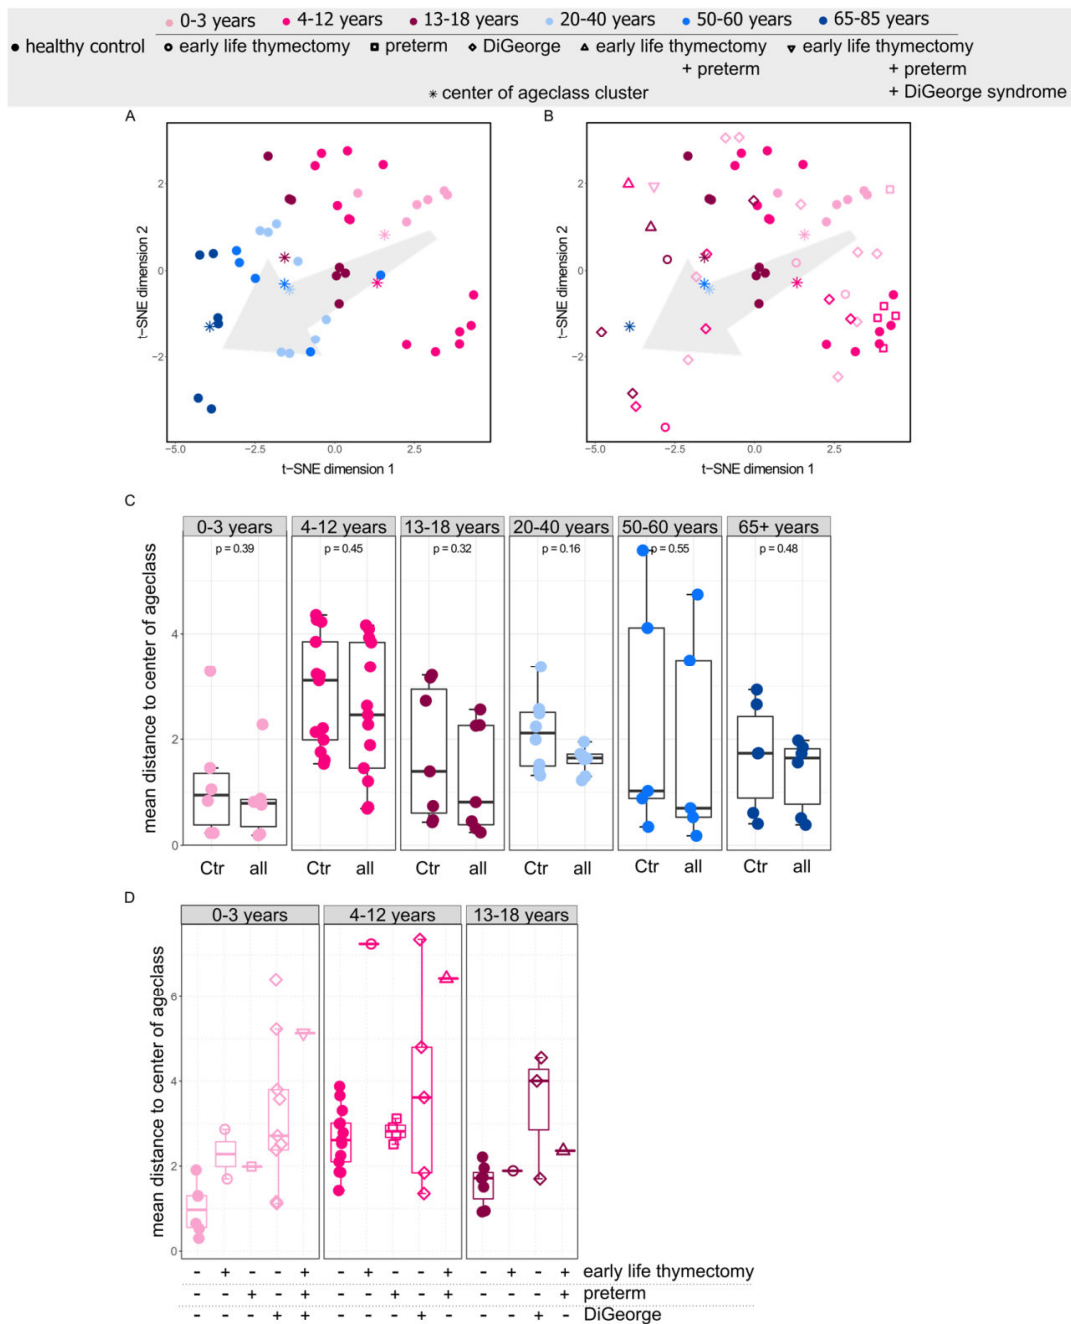 0-3 years 4-12 years 13-18 years 20-40 years 50-60 years 65-85 years
healthy control early life thymectomy preterm DiGeorge early life thymectomy early life thymectomy
+ preterm + preterm
center of ageclass cluster + DiGeorge syndrome
A B
2 2
0 0
−2 −2
t−SNE dimension 2 t−SNE dimension 2
−5.0 −2.5 0.0 2.5 −5.0 −2.5 0.0 2.5
t−SNE dimension 1 t−SNE dimension 1
C
0-3 years 4-12 years 13-18 years 20-40 years 50-60 years 65+ years
p = 0.39 p = 0.45 p = 0.32 p = 0.16 p = 0.55 p = 0.48
mean distance to center of ageclass
4
2
0
Ctr all Ctr all Ctr all Ctr all Ctr all Ctr all
D
0-3 years 4-12 years 13-18 years
mean distance to center of ageclass
6
4
2
0
- + - - + - + - - + - + - + early life thymectomy
- - + - + - - + - + - - - + preterm
- - - + + - - - + - - - + - DiGeorge